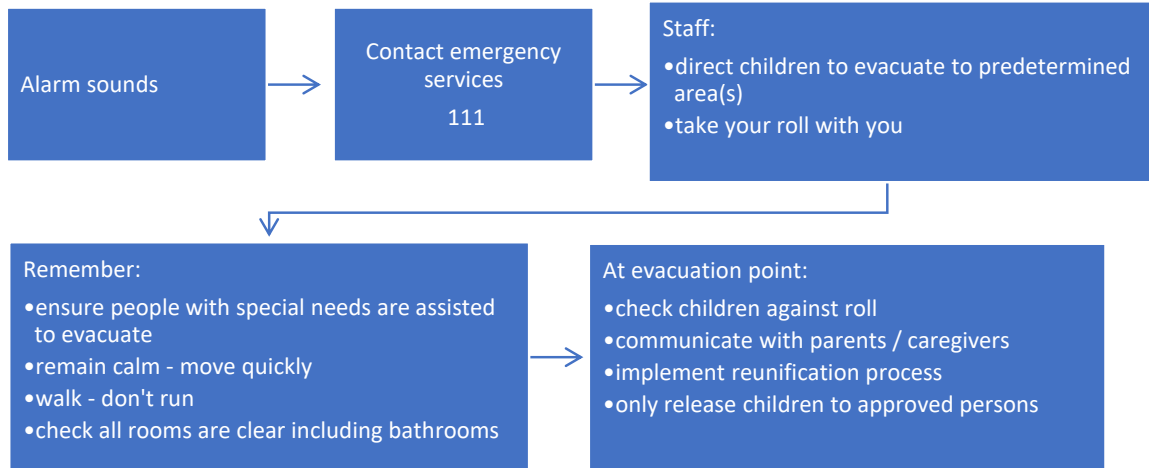 Alarm sounds
Contact emergency
services
111
Staff:
•direct children to evacuate to predetermined
area(s)
•take your roll with you
Remember:
•ensure people with special needs are assisted
to evacuate
•remain calm - move quickly
•walk - don't run
•check all rooms are clear including bathrooms
At evacuation point:
•check children against roll
•communicate with parents / caregivers
•implement reunification process
•only release children to approved persons